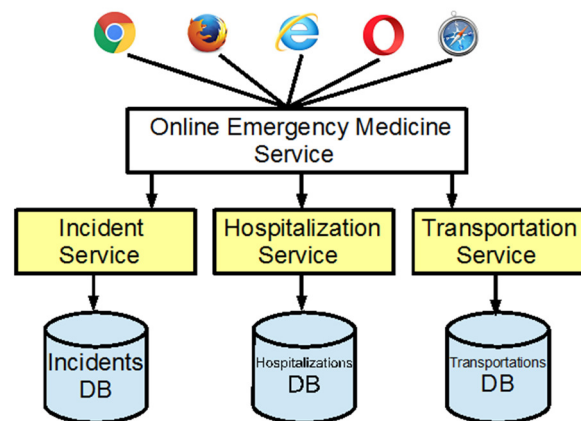 Online Emergency Medicine
Service
Incident
Service
Hospitalization
Service
Transportation
Service
Incidents
DB
Hospitalizations
DB
Transportations
DB